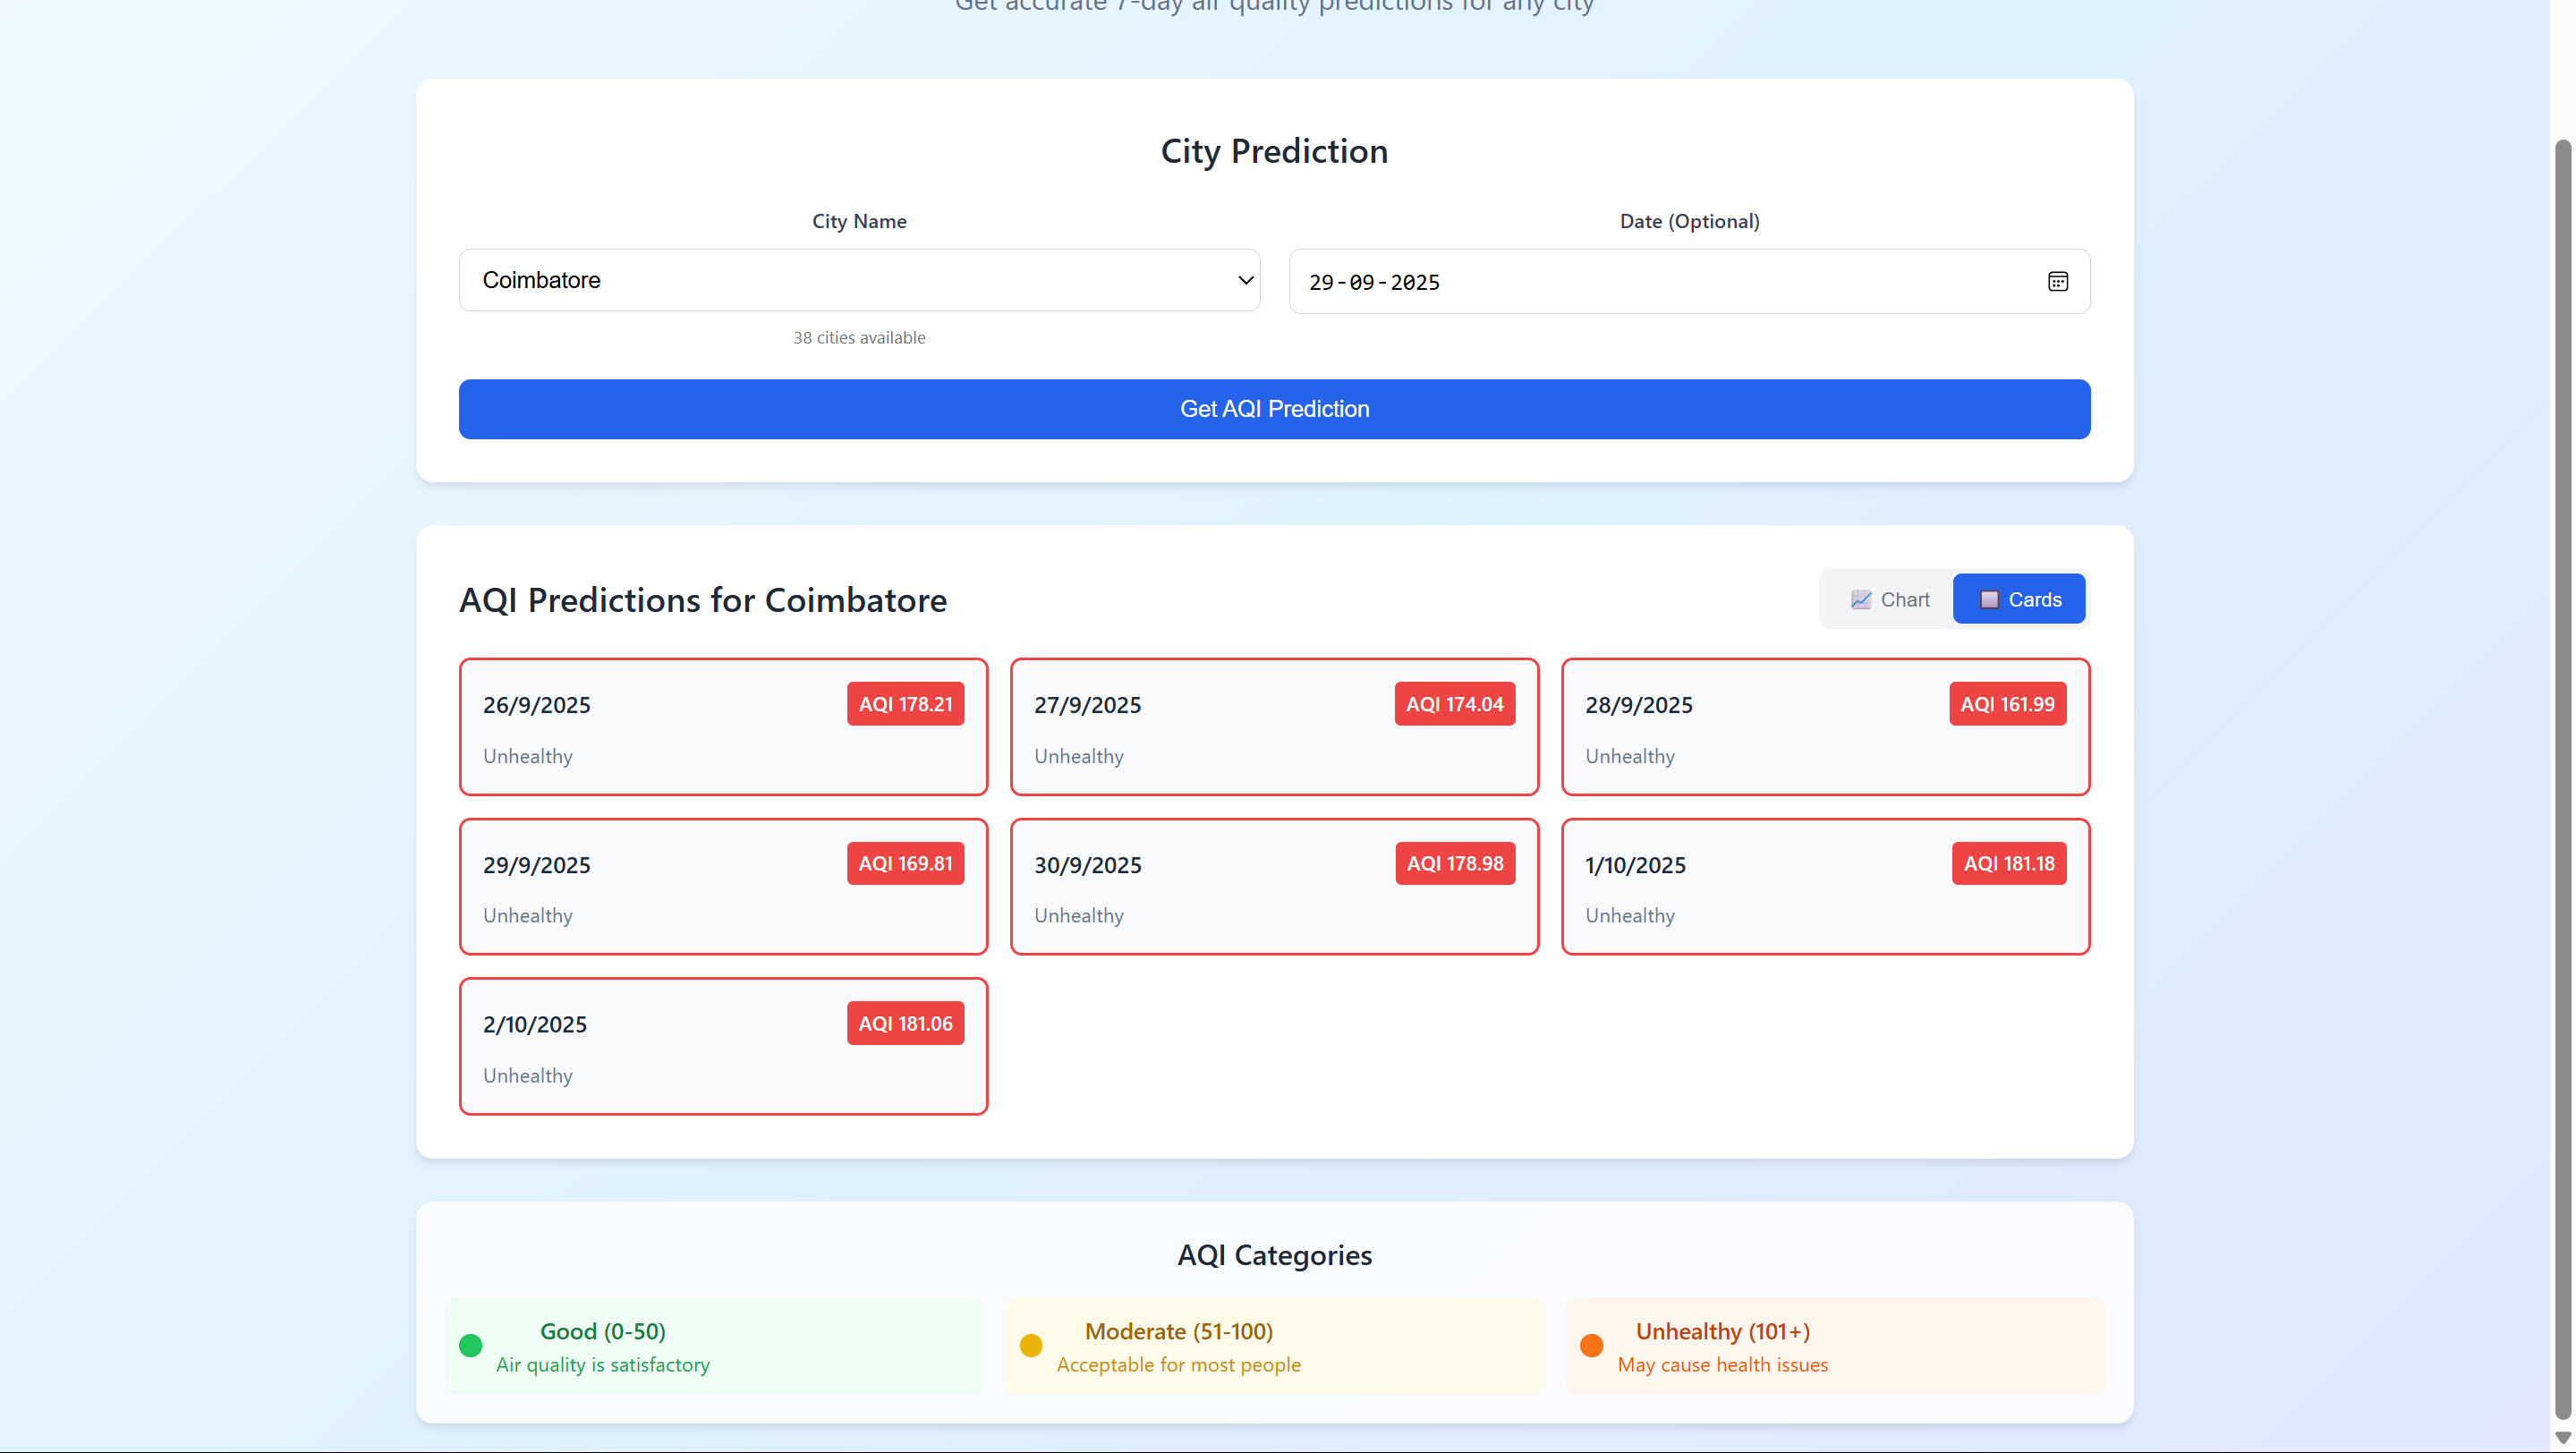 Get accurate 7-day air quality predictions for any city
City Prediction
City Name
Date (Optional)
Coimbatore
29-09-2025
38 cities available
Get AQI Prediction
AQI Predictions for Coimbatore
Chart
Cards
26/9/2025
AQI 178.21
Unhealthy
27/9/2025
AQI 174.04
Unhealthy
28/9/2025
AQI 161.99
Unhealthy
29/9/2025
AQI 169.81
Unhealthy
30/9/2025
AQI 178.98
Unhealthy
1/10/2025
AQI 181.18
Unhealthy
2/10/2025
AQI 181.06
Unhealthy
AQI Categories
Good (0-50)
Air quality is satisfactory
Moderate (51-100)
Acceptable for most people
Unhealthy (101+)
May cause health issues